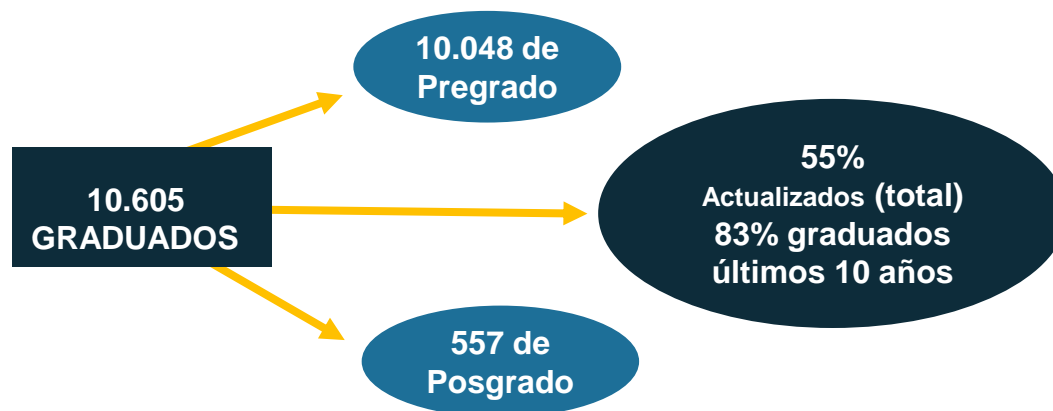 10.048 de
Pregrado
10.605
GRADUADOS
55%
Actualizados (total)
83% graduados
últimos 10 años
557 de
Posgrado